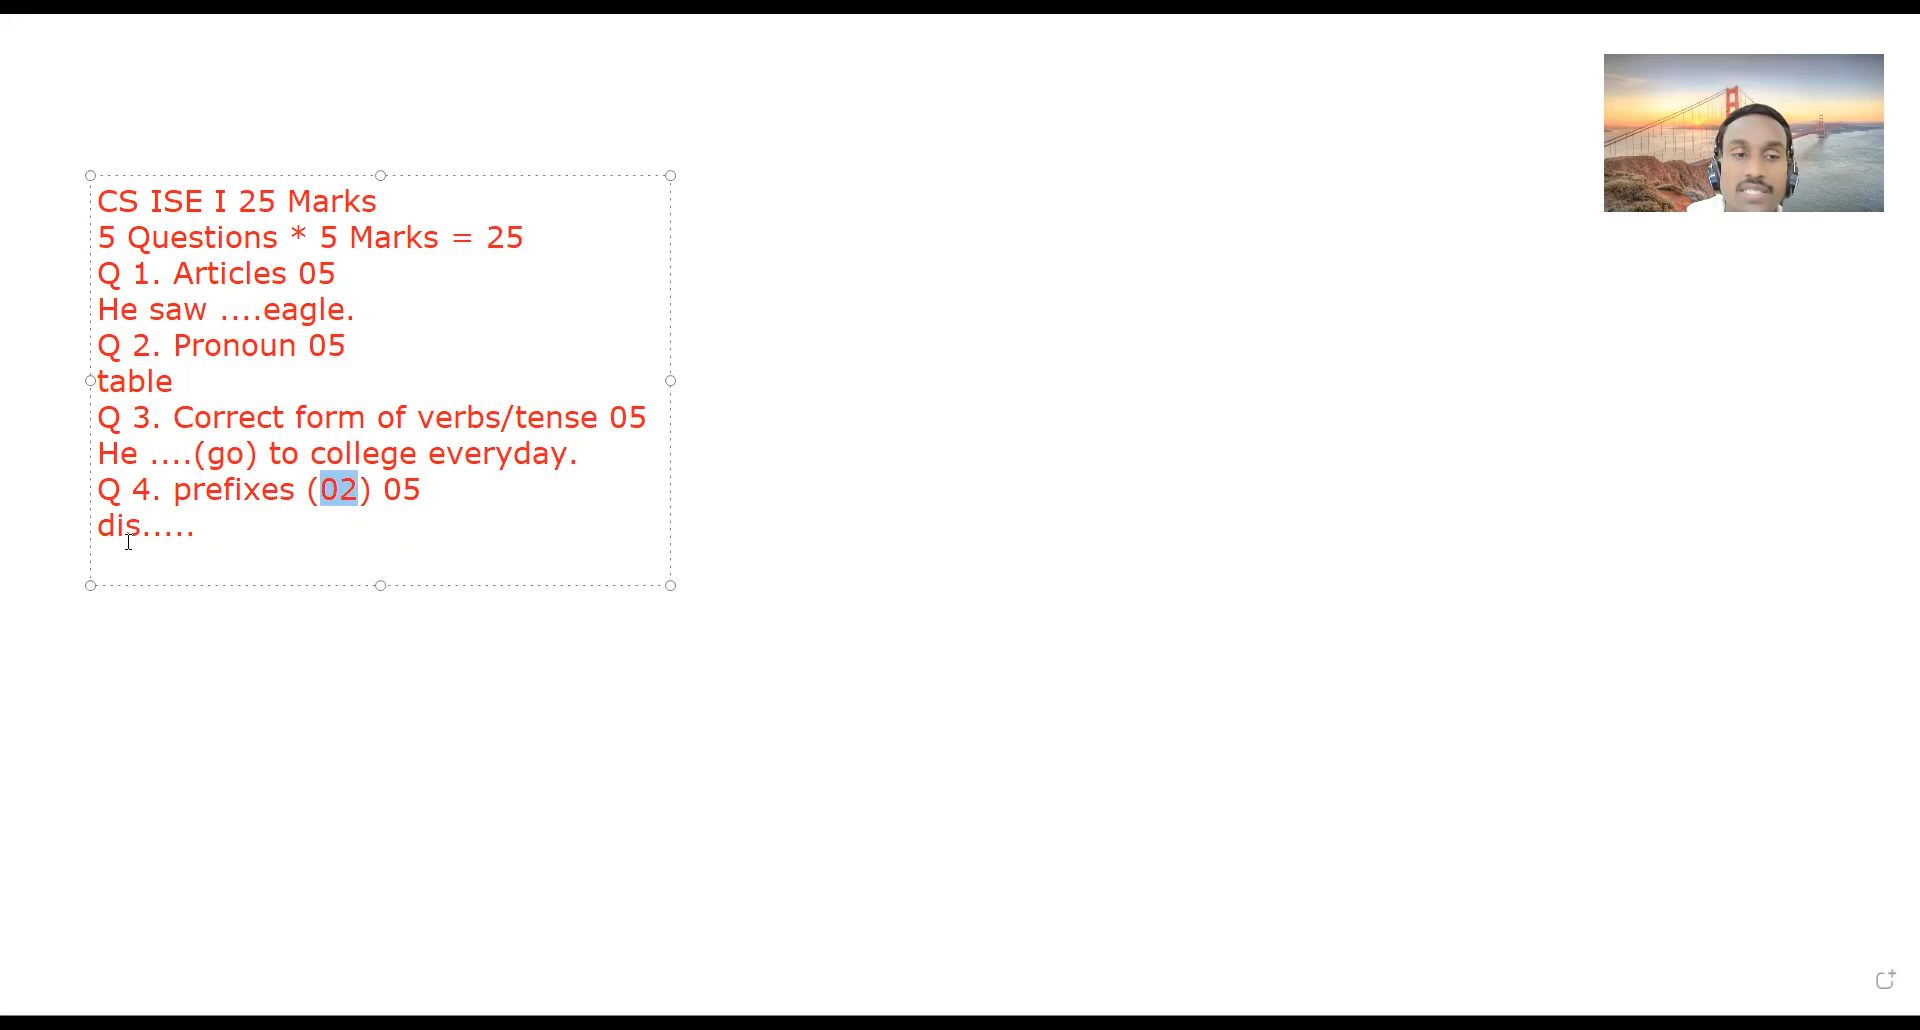 CS ISE I 25 Marks
5 Questions * 5 Marks = 25
Q 1. Articles 05
He saw ....eagle.
Q 2. Pronoun 05
table
Q 3. Correct form of verbs/tense 05
He ....(go) to college everyday.
Q 4. prefixes (02) 05
dis.....